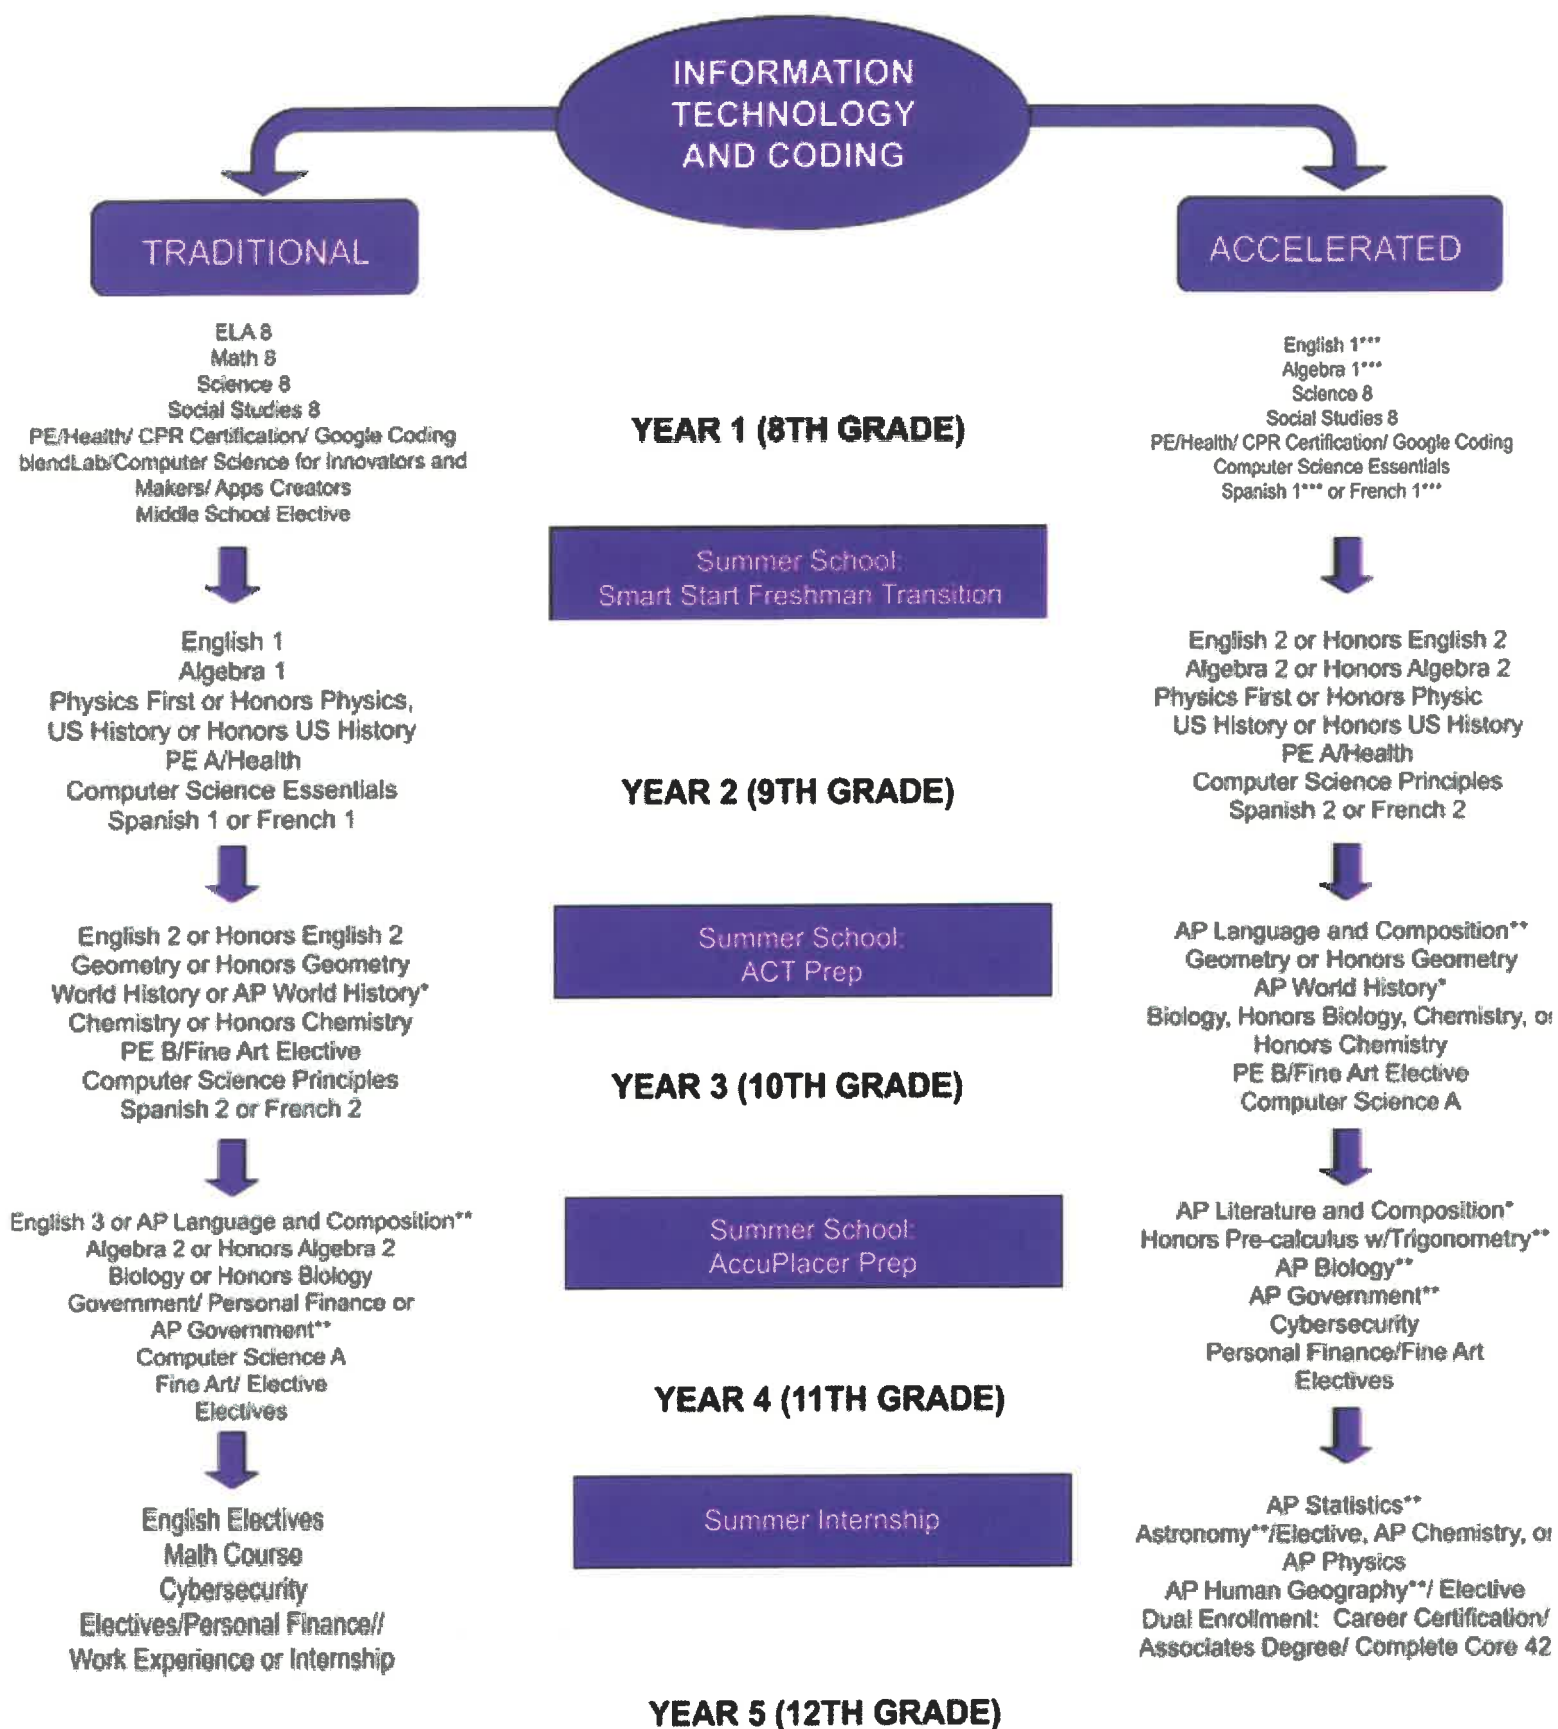 INFORMATION
TECHNOLOGY
AND CODING
TRADITIONAL
ACCELERATED
ELA 8
Math 8
Science 8
Social Studies 8
PE/Health/ CPR Certification/ Google Coding
blendLab/Computer Science for Innovators and
Makers/ Apps Creators
Middle School Elective
YEAR 1 (8TH GRADE)
English 1***
Algebra 1***
Science 8
Social Studies 8
PE/Health/ CPR Certification/ Google Coding
Computer Science Essentials
Spanish 1*** or French 1***
Summer School:
Smart Start Freshman Transition
English 1
Algebra 1
Physics First or Honors Physics,
US History or Honors US History
PE A/Health
Computer Science Essentials
Spanish 1 or French 1
YEAR 2 (9TH GRADE)
English 2 or Honors English 2
Algebra 2 or Honors Algebra 2
Physics First or Honors Physic
US History or Honors US History
PE A/Health
Computer Science Principles
Spanish 2 or French 2
Summer School:
ACT Prep
English 2 or Honors English 2
Geometry or Honors Geometry
World History or AP World History*
Chemistry or Honors Chemistry
PE B/Fine Art Elective
Computer Science Principles
Spanish 2 or French 2
YEAR 3 (10TH GRADE)
AP Language and Composition**
Geometry or Honors Geometry
AP World History*
Biology, Honors Biology, Chemistry, or
Honors Chemistry
PE B/Fine Art Elective
Computer Science A
Summer School:
AccuPlacer Prep
English 3 or AP Language and Composition**
Algebra 2 or Honors Algebra 2
Biology or Honors Biology
Government/ Personal Finance or
AP Government**
Computer Science A
Fine Art/ Elective
Electives
YEAR 4 (11TH GRADE)
AP Literature and Composition*
Honors Pre-calculus w/Trigonometry**
AP Biology**
AP Government**
Cybersecurity
Personal Finance/Fine Art
Electives
Summer Internship
English Electives
Math Course
Cybersecurity
Electives/Personal Finance//
Work Experience or Internship
AP Statistics**
Astronomy**/Elective, AP Chemistry, or
AP Physics
AP Human Geography**/ Elective
Dual Enrollment: Career Certification/
Associates Degree/ Complete Core 42
YEAR 5 (12TH GRADE)